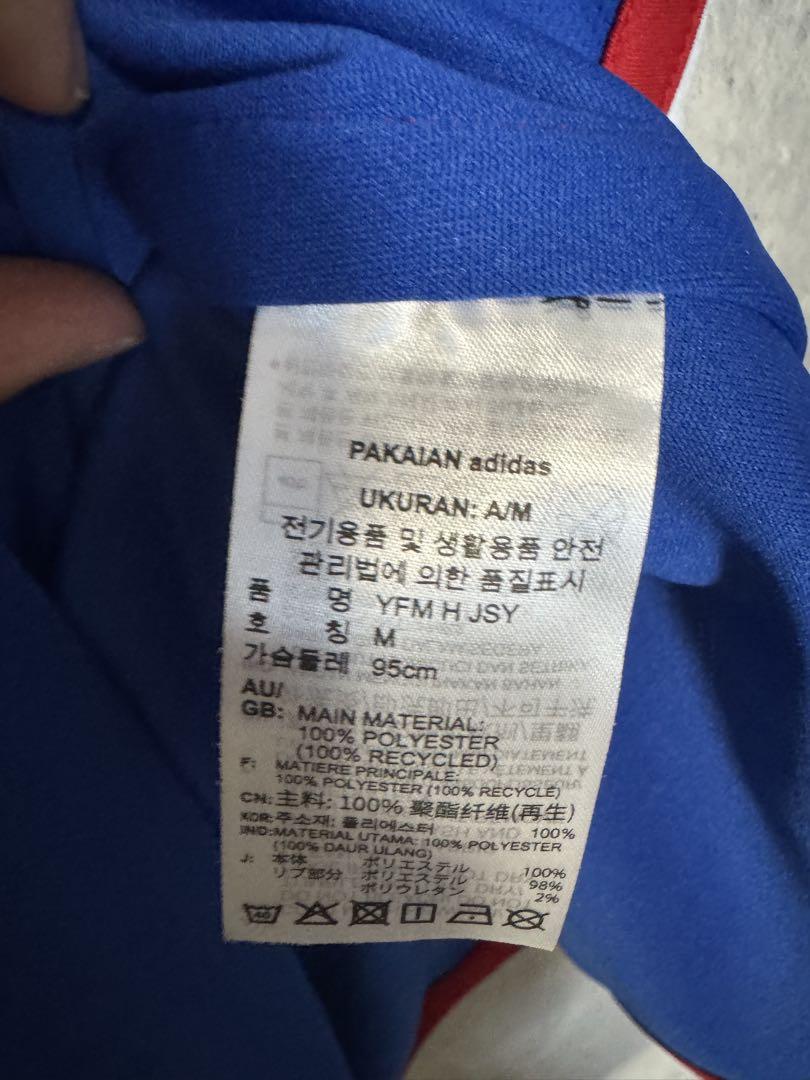 PAKAIAN adidas
UKURAN: A/M
전기용품 및 생활용품 안전
관리법에 의한 품질표시
품 명 YFM H JSY
호 칭 M
가슴둘레 95cm
AU/
GB: MAIN MATERIAL:
100% POLYESTER
(100% RECYCLED)
F: MATIERE PRINCIPALE:
100% POLYESTER (100% RECYCLÉ)
CN: 主料: 100% 聚酯纤维(再生)
KOR: 주소재: 폴리에스터 100%
IND: MATERIAL UTAMA: 100% POLYESTER
(100% DAUR ULANG)
J: 本体 ポリエステル 100%
リブ部分 ポリエステル 98%
ポリウレタン 2%
40